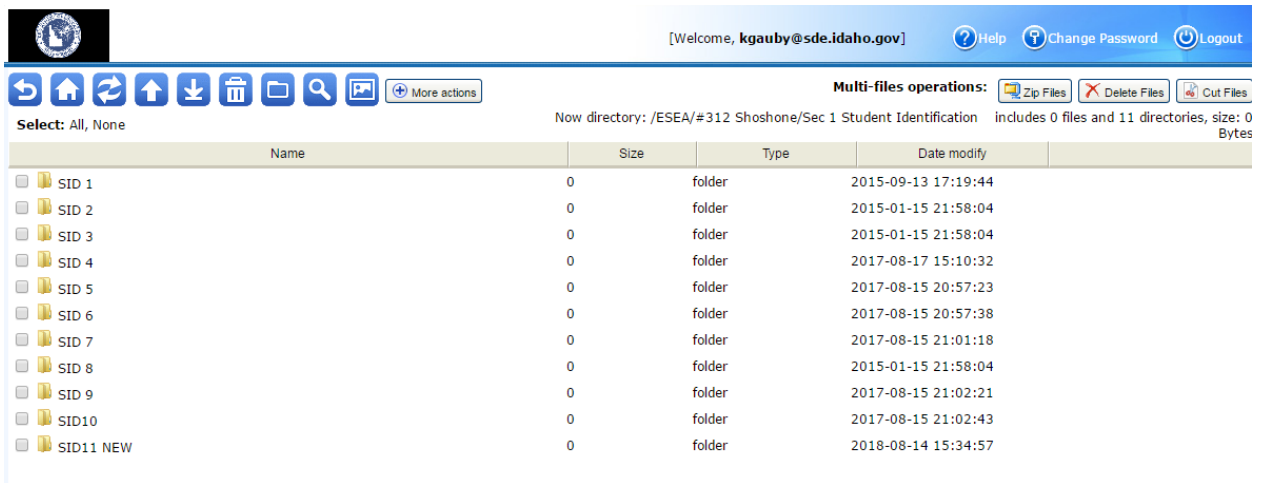 [Welcome, kgauby@sde.idaho.gov] Help Change Password Logout
More actions Multi-files operations: Zip Files Delete Files Cut Files
Select: All, None Now directory: /ESEA/#312 Shoshone/Sec 1 Student Identification includes 0 files and 11 directories, size: 0
Bytes
Name Size Type Date modify
SID 1 0 folder 2015-09-13 17:19:44
SID 2 0 folder 2015-01-15 21:58:04
SID 3 0 folder 2015-01-15 21:58:04
SID 4 0 folder 2017-08-17 15:10:32
SID 5 0 folder 2017-08-15 20:57:23
SID 6 0 folder 2017-08-15 20:57:38
SID 7 0 folder 2017-08-15 21:01:18
SID 8 0 folder 2015-01-15 21:58:04
SID 9 0 folder 2017-08-15 21:02:21
SID10 0 folder 2017-08-15 21:02:43
SID11 NEW 0 folder 2018-08-14 15:34:57